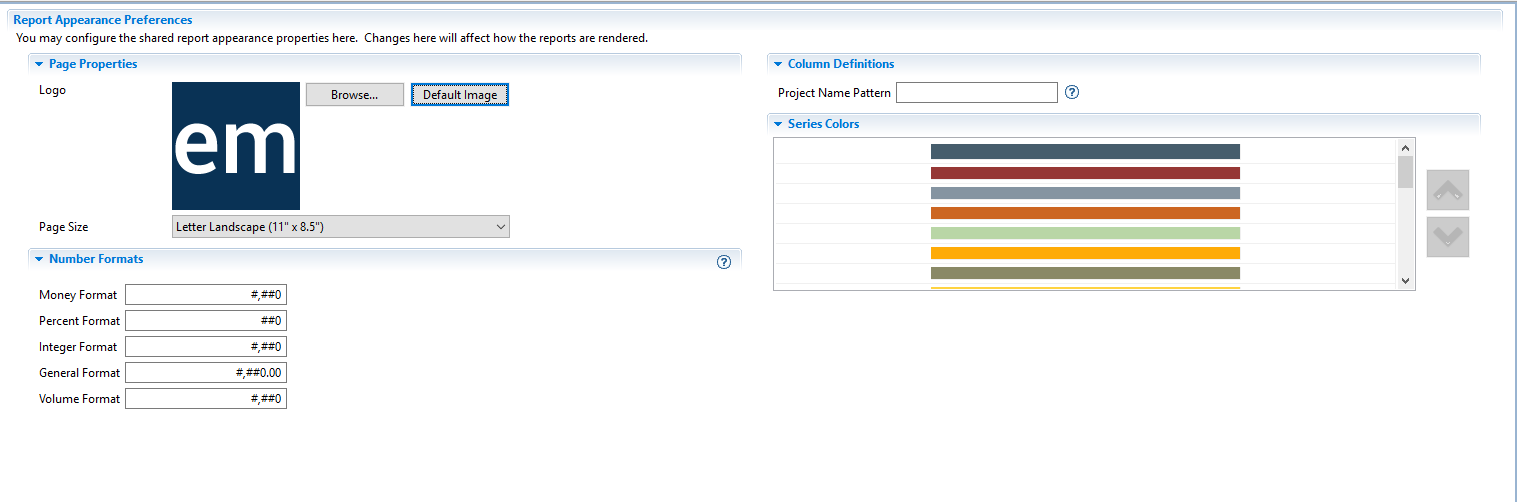 Report Appearance Preferences
You may configure the shared report appearance properties here.  Changes here will affect how the reports are rendered.
Page Properties
Logo
em
Browse...
Default Image
Page Size
Letter Landscape (11" x 8.5")
Number Formats
?
Money Format
#,##0
Percent Format
##0
Integer Format
#,##0
General Format
#,##0.00
Volume Format
#,##0
Column Definitions
Project Name Pattern
?
Series Colors